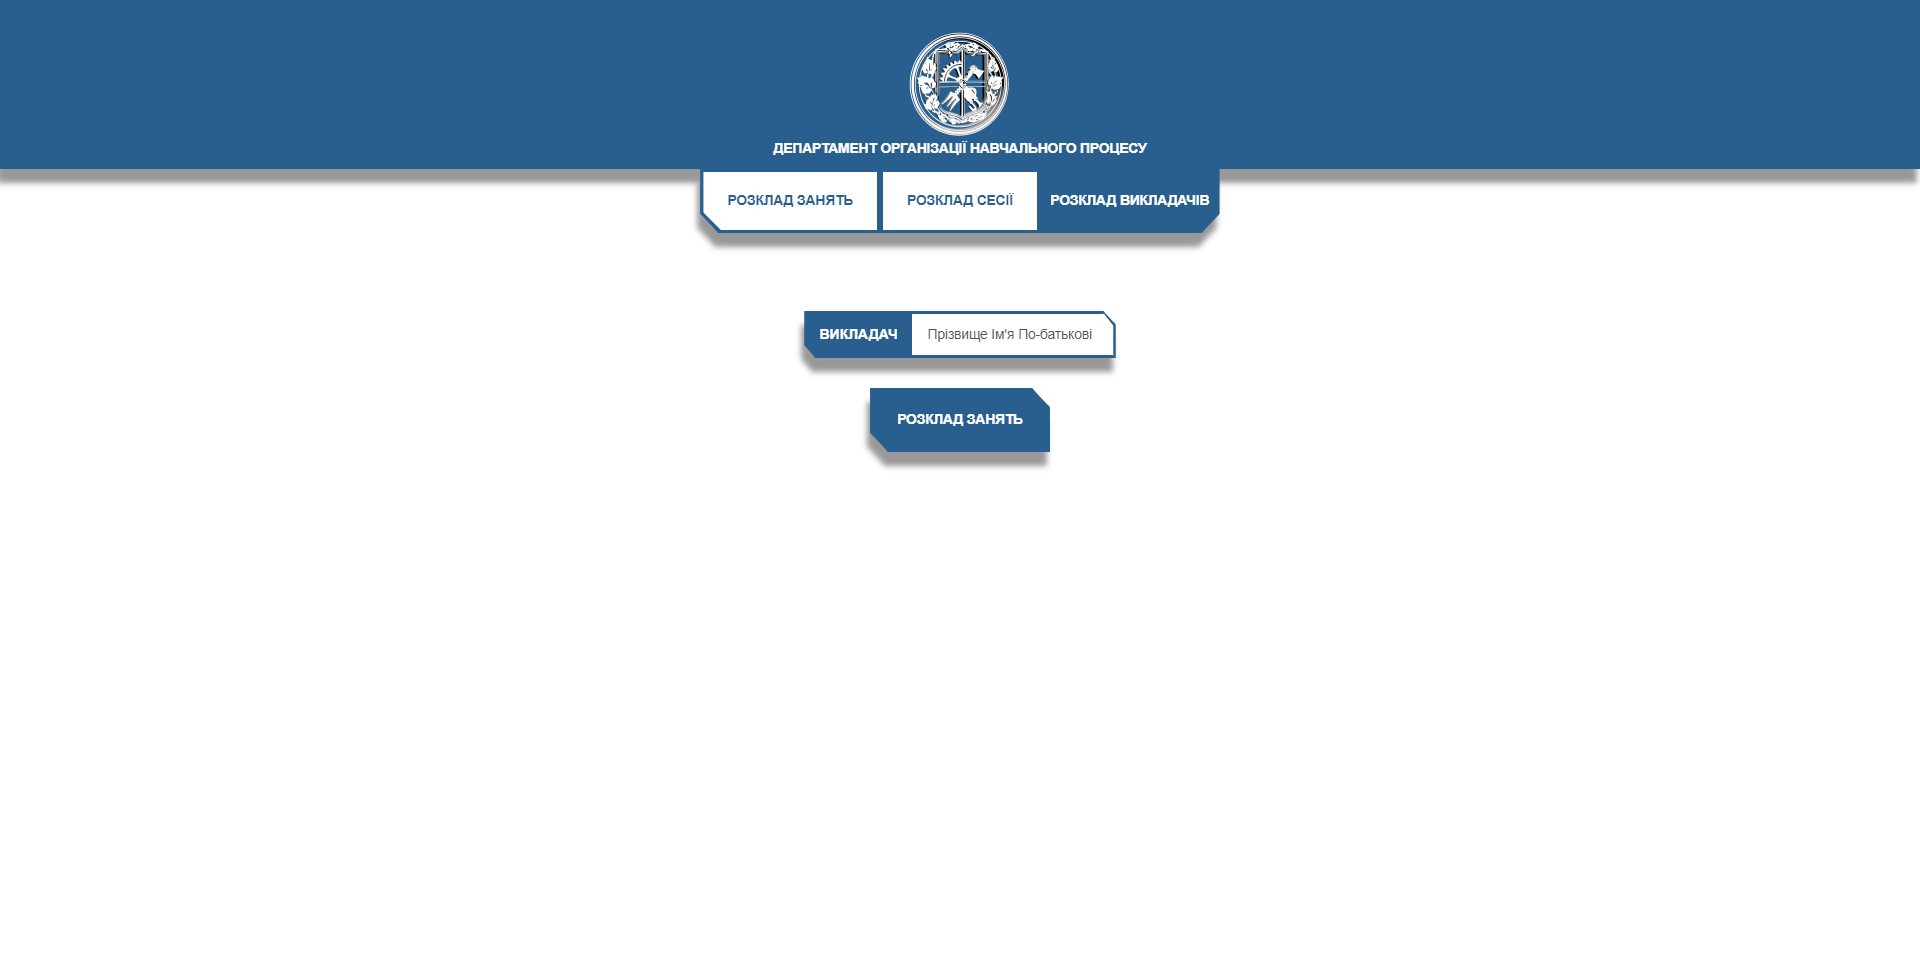 ДЕПАРТАМЕНТ ОРГАНІЗАЦІЇ НАВЧАЛЬНОГО ПРОЦЕСУ
РОЗКЛАД ЗАНЯТЬ РОЗКЛАД СЕСІЇ РОЗКЛАД ВИКЛАДАЧІВ
ВИКЛАДАЧ Прізвище Ім'я По-батькові
РОЗКЛАД ЗАНЯТЬ